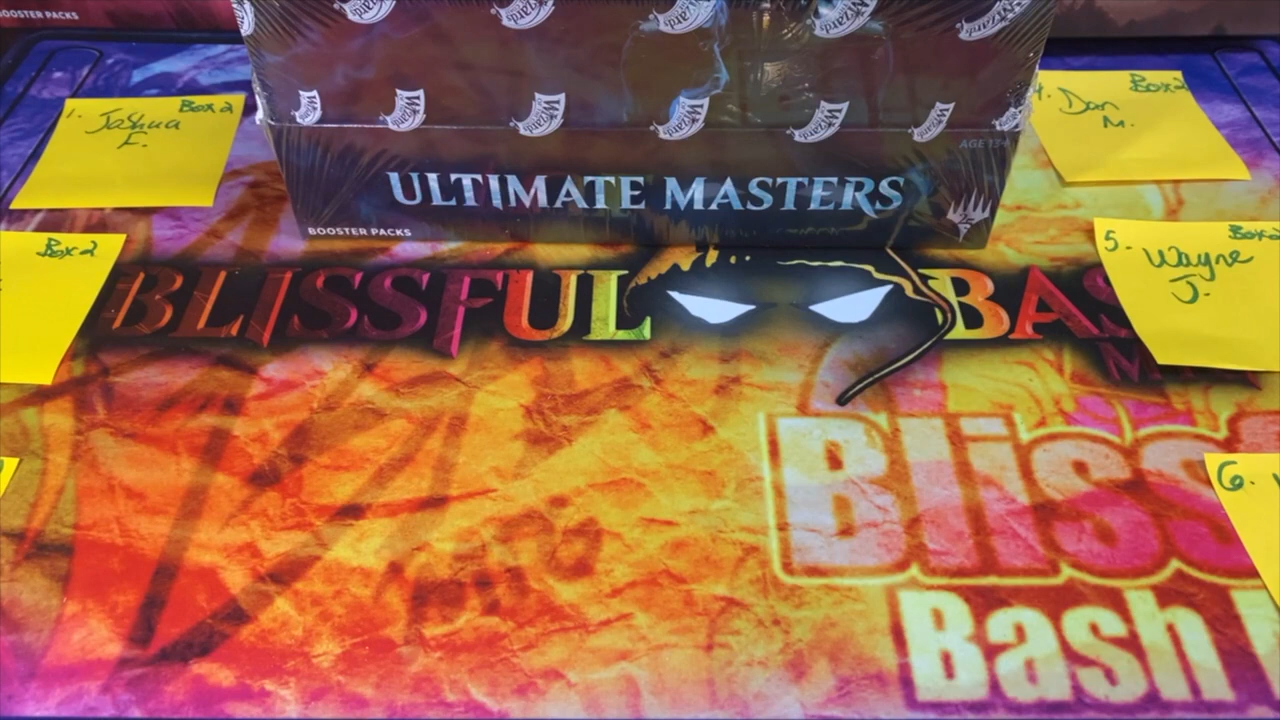 BOOSTER PACKS
Wizards
ULTIMATE MASTERS
AGE 13+
BOOSTER PACKS
1. Box 2
Joshua
E.
4. Box 2
Dan
M.
Box 2
5. Box 2
Wayne
J.
6.
BLISSFUL BAS
Bliss
Bash